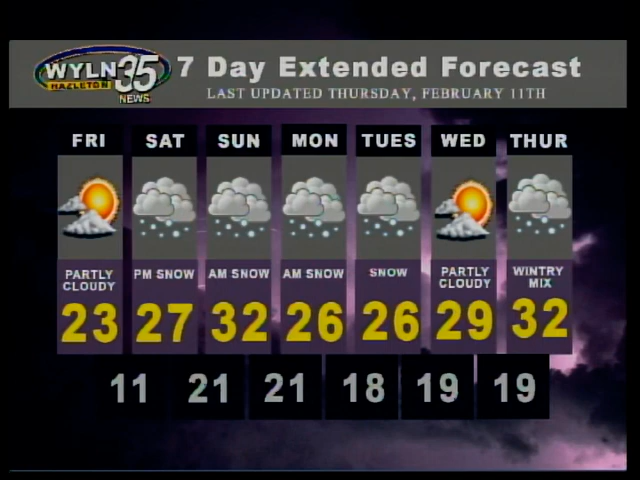 WYLN 35
HAZLETON
NEWS
7 Day Extended Forecast
LAST UPDATED THURSDAY, FEBRUARY 11TH
FRI SAT SUN MON TUES WED THUR
PARTLY CLOUDY PM SNOW AM SNOW AM SNOW SNOW PARTLY CLOUDY WINTRY MIX
23 27 32 26 26 29 32
11 21 21 18 19 19